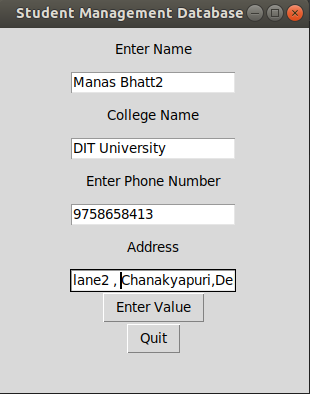 Student Management Database
Enter Name
Manas Bhatt2
College Name
DIT University
Enter Phone Number
9758658413
Address
lane2 , Chanakyapuri,De
Enter Value
Quit